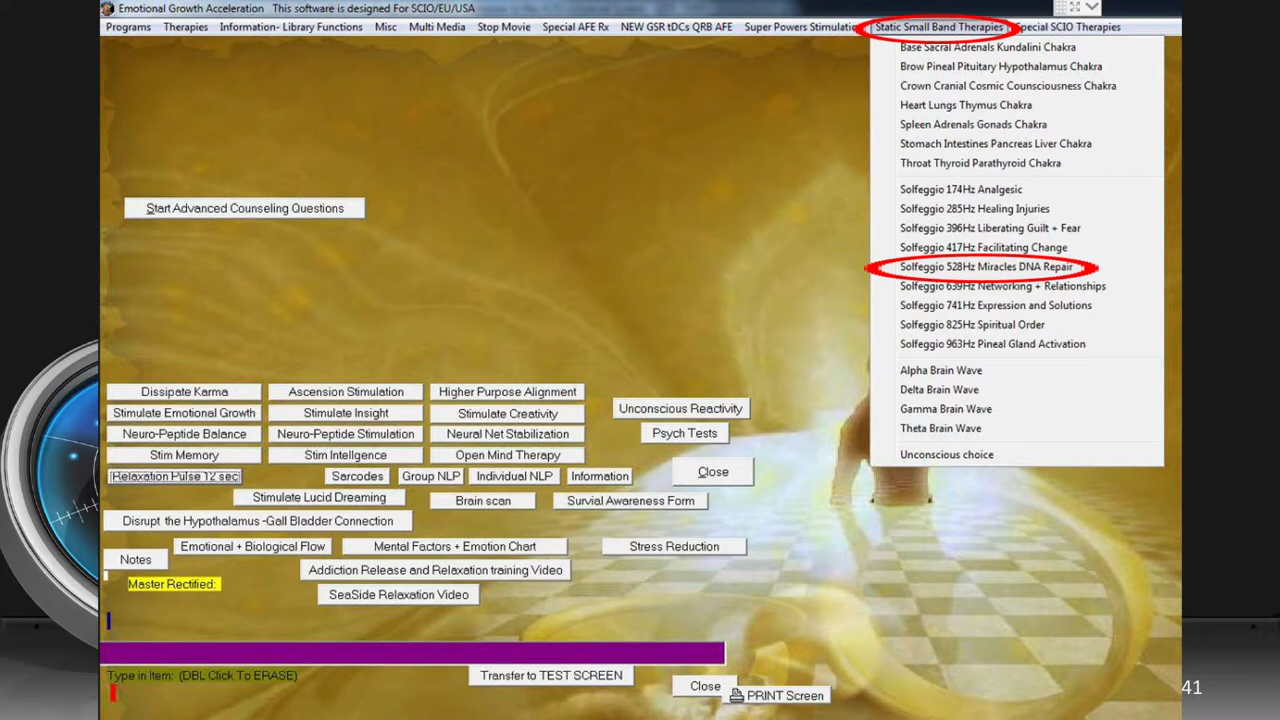 Emotional Growth Acceleration This software is designed For SCIO/EU/USA
Programs Therapies Information- Library Functions Misc Multi Media Stop Movie Special AFE Rx NEW GSR tDCs QRB AFE Super Powers Stimulatio Static Small Band Therapies Special SCIO Therapies
Base Sacral Adrenals Kundalini Chakra
Brow Pineal Pituitary Hypothalamus Chakra
Crown Cranial Cosmic Counsciousness Chakra
Heart Lungs Thymus Chakra
Spleen Adrenals Gonads Chakra
Stomach Intestines Pancreas Liver Chakra
Throat Thyroid Parathyroid Chakra
Solfeggio 174Hz Analgesic
Solfeggio 285Hz Healing Injuries
Solfeggio 396Hz Liberating Guilt + Fear
Solfeggio 417Hz Facilitating Change
Solfeggio 528Hz Miracles DNA Repair
Solfeggio 639Hz Networking + Relationships
Solfeggio 741Hz Expression and Solutions
Solfeggio 825Hz Spiritual Order
Solfeggio 963Hz Pineal Gland Activation
Alpha Brain Wave
Delta Brain Wave
Gamma Brain Wave
Theta Brain Wave
Unconscious choice
Start Advanced Counseling Questions
Dissipate Karma Ascension Stimulation Higher Purpose Alignment
Stimulate Emotional Growth Stimulate Insight Stimulate Creativity Unconscious Reactivity
Neuro-Peptide Balance Neuro-Peptide Stimulation Neural Net Stabilization Psych Tests
Stim Memory Stim Intellgence Open Mind Therapy
Relaxation Pulse 12 sec Sarcodes Group NLP Individual NLP Information Close
Stimulate Lucid Dreaming Brain scan Survial Awareness Form
Disrupt the Hypothalamus -Gall Bladder Connection
Emotional + Biological Flow Mental Factors + Emotion Chart Stress Reduction
Notes
Addiction Release and Relaxation training Video
Master Rectified:
SeaSide Relaxation Video
Type in Item: (DBL Click To ERASE) Transfer to TEST SCREEN
Close PRINT Screen
41